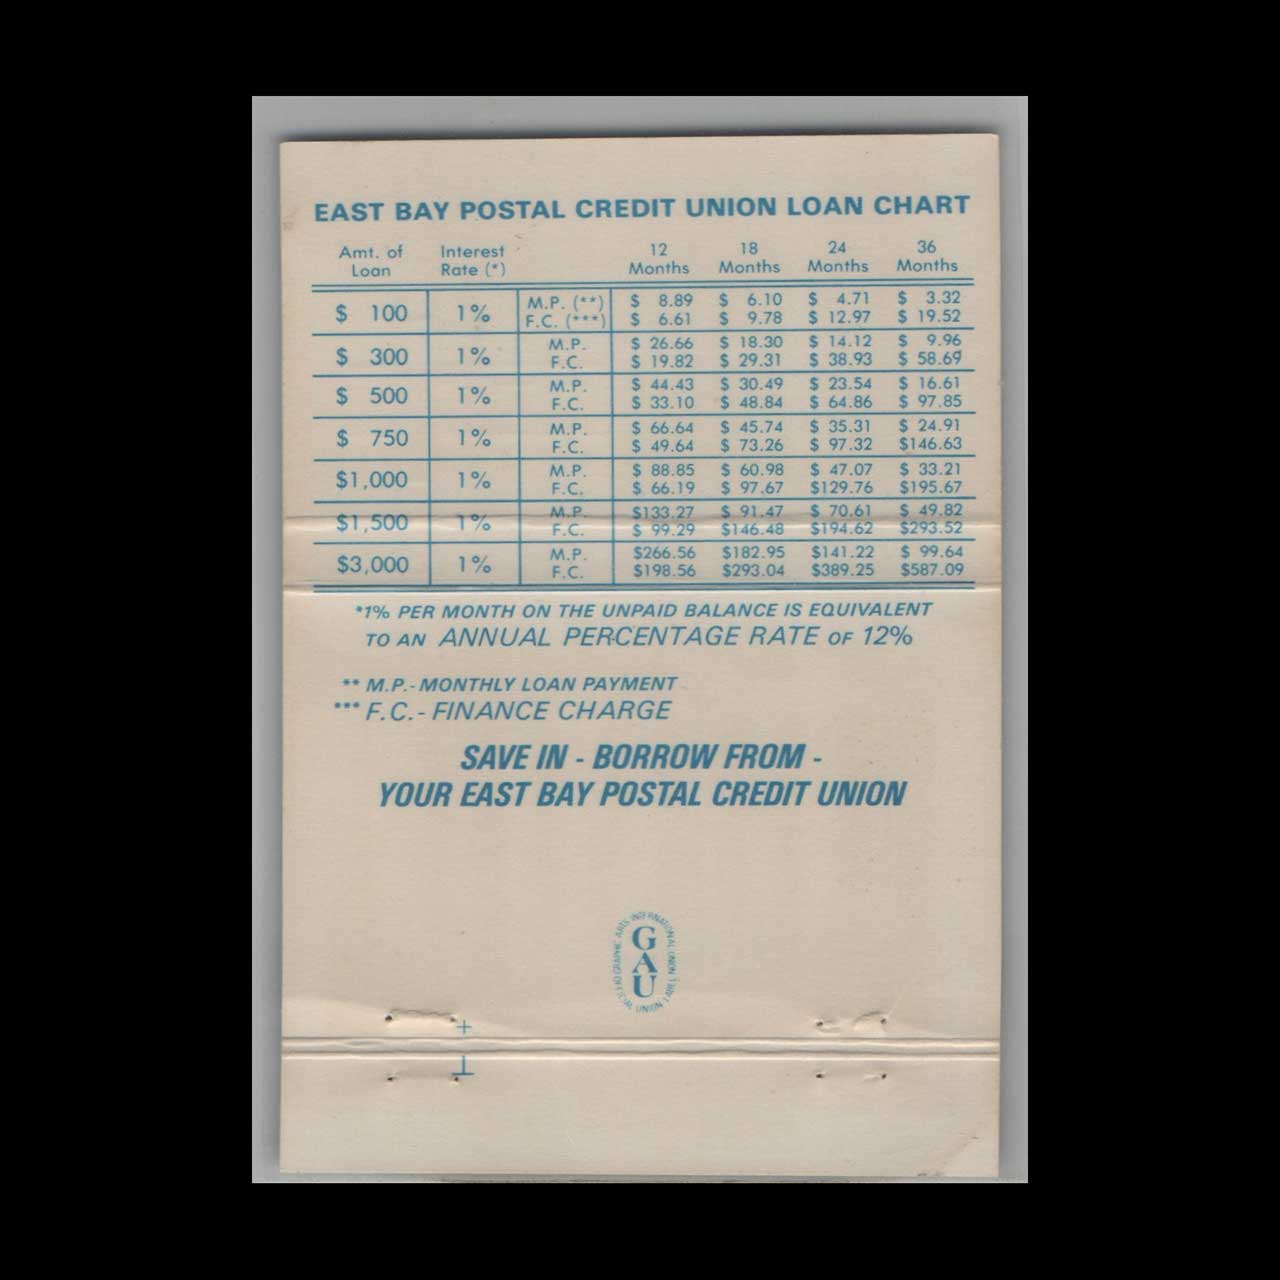 EAST BAY POSTAL CREDIT UNION LOAN CHART
Amt. of Loan Interest Rate (*) 12 Months 18 Months 24 Months 36 Months
$ 100 1% M.P. (**) $ 8.89 $ 6.10 $ 4.71 $ 3.32
F.C. (***) $ 6.61 $ 9.78 $ 12.97 $ 19.52
$ 300 1% M.P. $ 26.66 $ 18.30 $ 14.12 $ 9.96
F.C. $ 19.82 $ 29.31 $ 38.93 $ 58.69
$ 500 1% M.P. $ 44.43 $ 30.49 $ 23.54 $ 16.61
F.C. $ 33.10 $ 48.84 $ 64.86 $ 97.85
$ 750 1% M.P. $ 66.64 $ 45.74 $ 35.31 $ 24.91
F.C. $ 49.64 $ 73.26 $ 97.32 $146.63
$1,000 1% M.P. $ 88.85 $ 60.98 $ 47.07 $ 33.21
F.C. $ 66.19 $ 97.67 $129.76 $195.67
$1,500 1% M.P. $133.27 $ 91.47 $ 70.61 $ 49.82
F.C. $ 99.29 $146.48 $194.62 $293.52
$3,000 1% M.P. $266.56 $182.95 $141.22 $ 99.64
F.C. $198.56 $293.04 $389.25 $587.09
*1% PER MONTH ON THE UNPAID BALANCE IS EQUIVALENT
TO AN ANNUAL PERCENTAGE RATE OF 12%
** M.P.- MONTHLY LOAN PAYMENT
*** F.C. - FINANCE CHARGE
SAVE IN - BORROW FROM -
YOUR EAST BAY POSTAL CREDIT UNION
GRAPHIC ARTS INTERNATIONAL UNION LABEL
GAU
OFFICIAL UNION LABEL